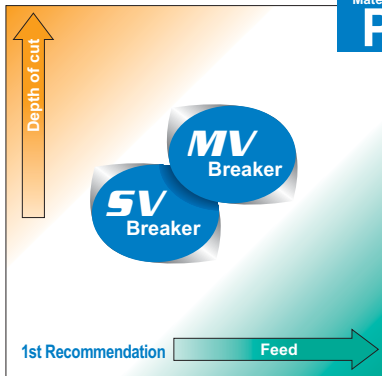 P
Depth of cut
MV
Breaker
SV
Breaker
1st Recommendation
Feed